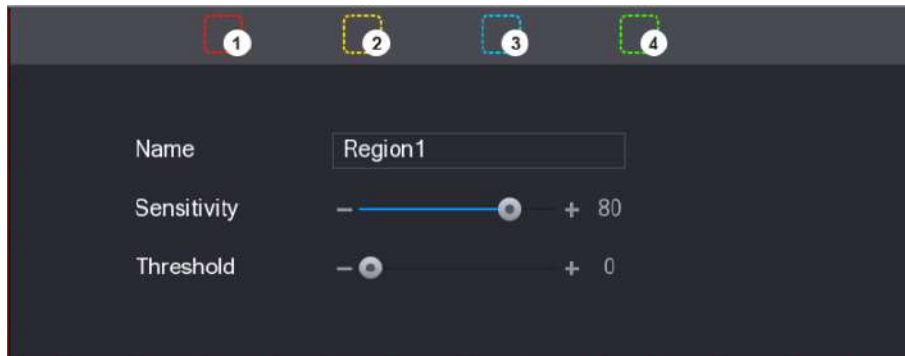 1 2 3 4
Name Region1
Sensitivity − + 80
Threshold − + 0